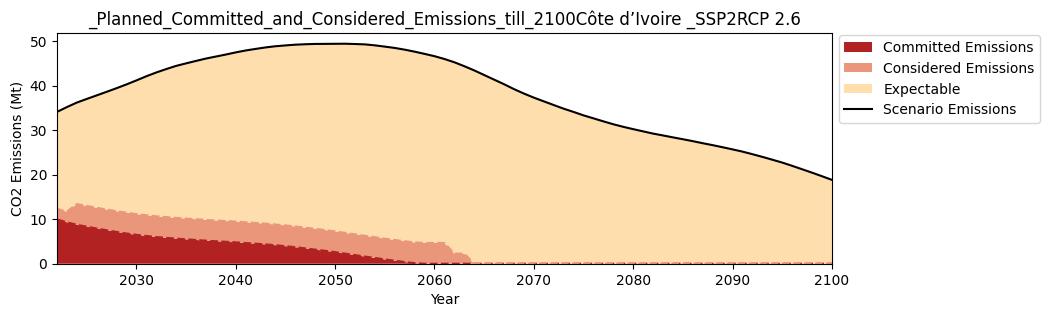 _Planned_Committed_and_Considered_Emissions_till_2100Côte d’Ivoire _SSP2RCP 2.6
Committed Emissions
Considered Emissions
Expectable
Scenario Emissions
CO2 Emissions (Mt)
50
40
30
20
10
0
2030 2040 2050 2060 2070 2080 2090 2100
Year